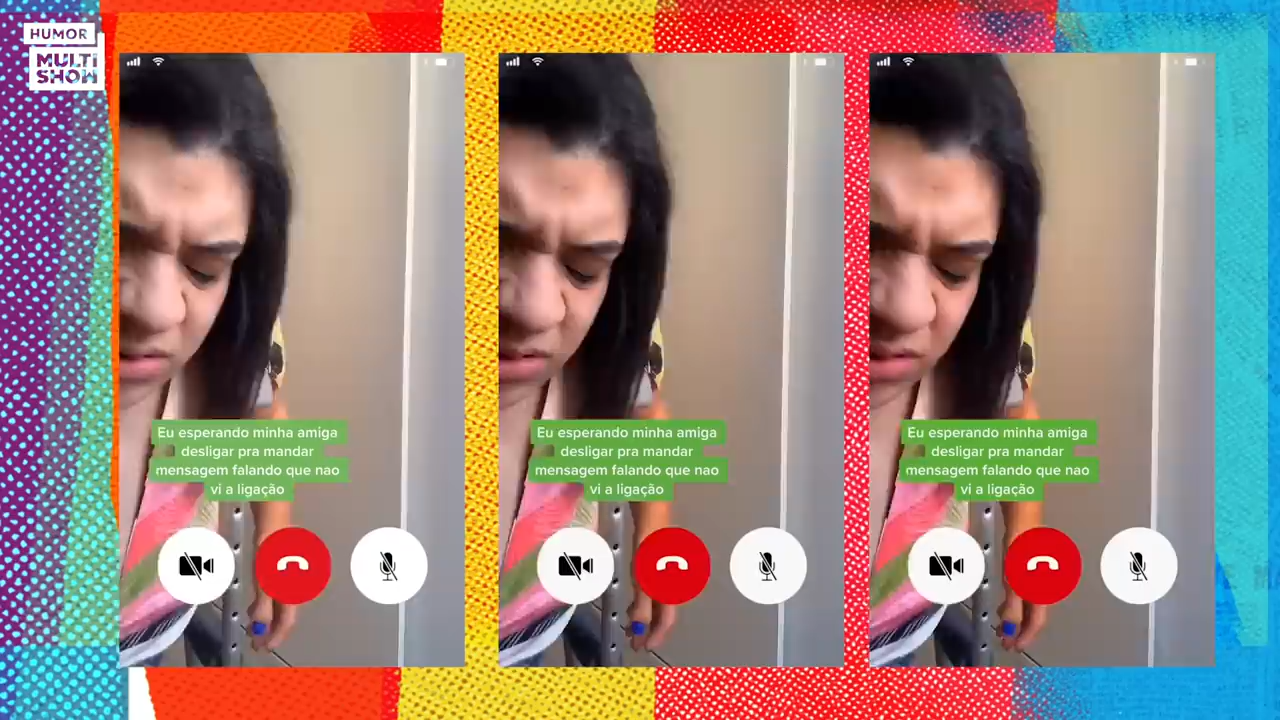 HUMOR
MULTI
SHOW
Eu esperando minha amiga
desligar pra mandar
mensagem falando que nao
vi a ligação
Eu esperando minha amiga
desligar pra mandar
mensagem falando que nao
vi a ligação
Eu esperando minha amiga
desligar pra mandar
mensagem falando que nao
vi a ligação